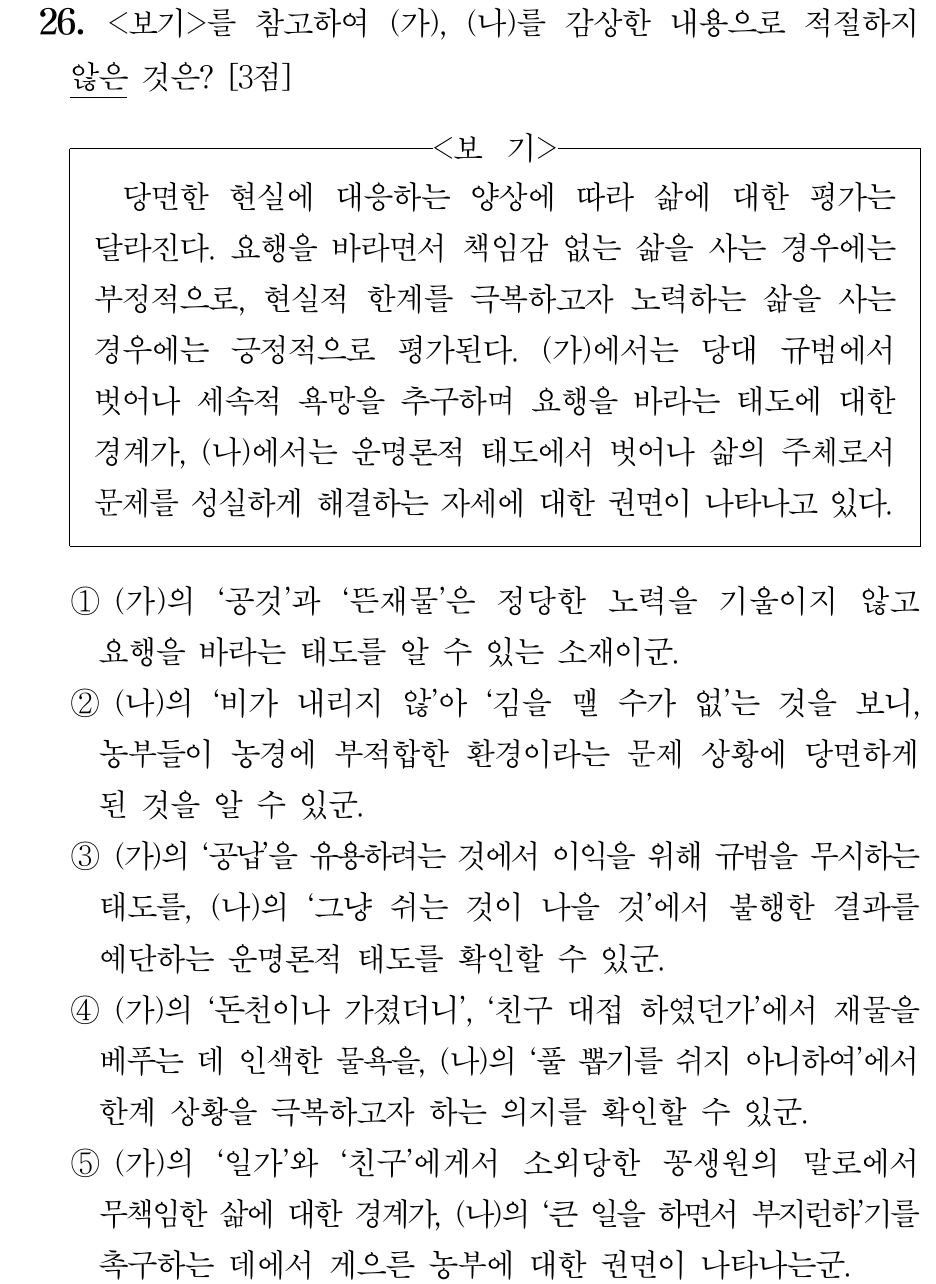 26. <보기>를 참고하여 (가), (나)를 감상한 내용으로 적절하지
않은 것은? [3점]
<보 기>
당면한 현실에 대응하는 양상에 따라 삶에 대한 평가는
달라진다. 요행을 바라면서 책임감 없는 삶을 사는 경우에는
부정적으로, 현실적 한계를 극복하고자 노력하는 삶을 사는
경우에는 긍정적으로 평가된다. (가)에서는 당대 규범에서
벗어나 세속적 욕망을 추구하며 요행을 바라는 태도에 대한
경계가, (나)에서는 운명론적 태도에서 벗어나 삶의 주체로서
문제를 성실하게 해결하는 자세에 대한 권면이 나타나고 있다.
① (가)의 ‘공것’과 ‘뜬재물’은 정당한 노력을 기울이지 않고
요행을 바라는 태도를 알 수 있는 소재이군.
② (나)의 ‘비가 내리지 않’아 ‘김을 맬 수가 없’는 것을 보니,
농부들이 농경에 부적합한 환경이라는 문제 상황에 당면하게
된 것을 알 수 있군.
③ (가)의 ‘공납’을 유용하려는 것에서 이익을 위해 규범을 무시하는
태도를, (나)의 ‘그냥 쉬는 것이 나을 것’에서 불행한 결과를
예단하는 운명론적 태도를 확인할 수 있군.
④ (가)의 ‘돈천이나 가졌더니’, ‘친구 대접 하였던가’에서 재물을
베푸는 데 인색한 물욕을, (나)의 ‘풀 뽑기를 쉬지 아니하여’에서
한계 상황을 극복하고자 하는 의지를 확인할 수 있군.
⑤ (가)의 ‘일가’와 ‘친구’에게서 소외당한 꽁생원의 말로에서
무책임한 삶에 대한 경계가, (나)의 ‘큰 일을 하면서 부지런하’기를
촉구하는 데에서 게으른 농부에 대한 권면이 나타나는군.